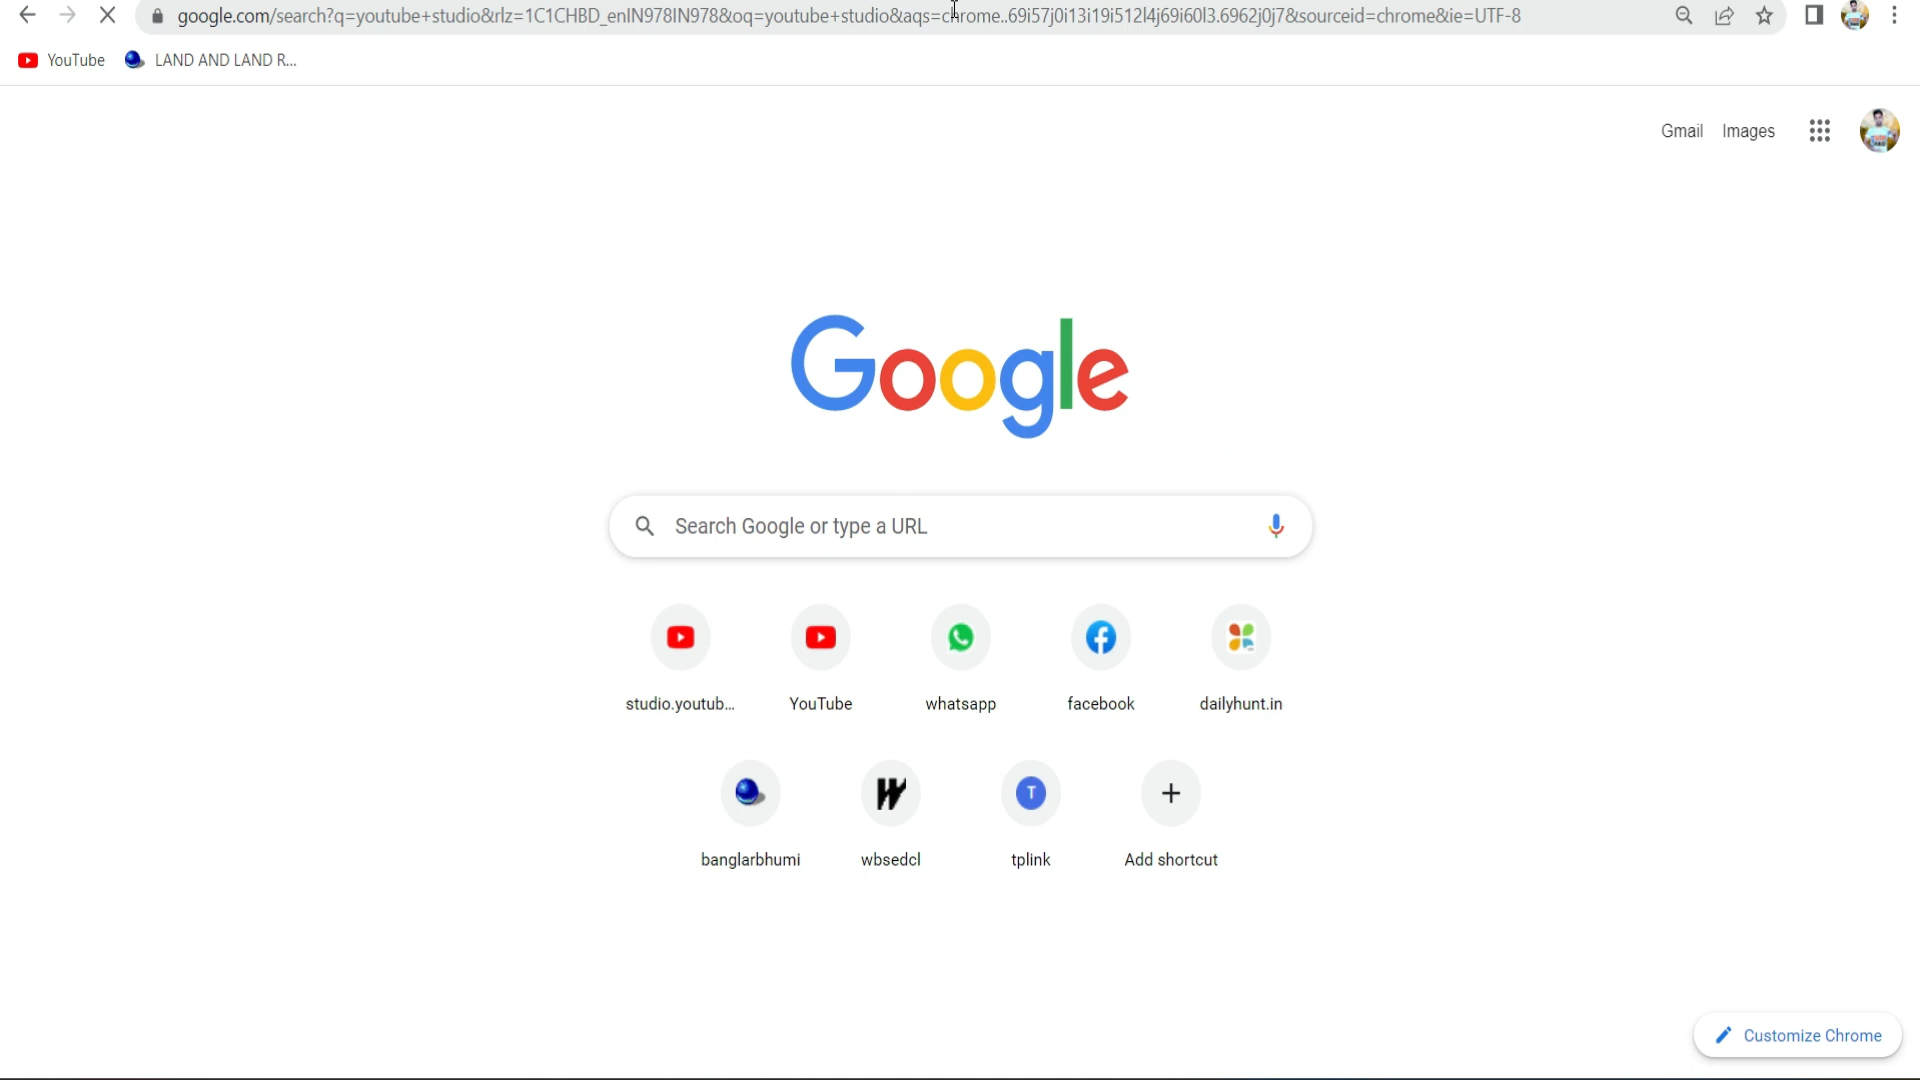 google.com/search?q=youtube+studio&rlz=1C1CHBD_enIN978IN978&oq=youtube+studio&aqs=chrome..69i57j0i13i19i512l4j69i60l3.6962j0j7&sourceid=chrome&ie=UTF-8
YouTube LAND AND LAND R...
Gmail Images
Google
Search Google or type a URL
studio.youtub... YouTube whatsapp facebook dailyhunt.in
W T
banglarbhumi wbsedcl tplink Add shortcut
Customize Chrome